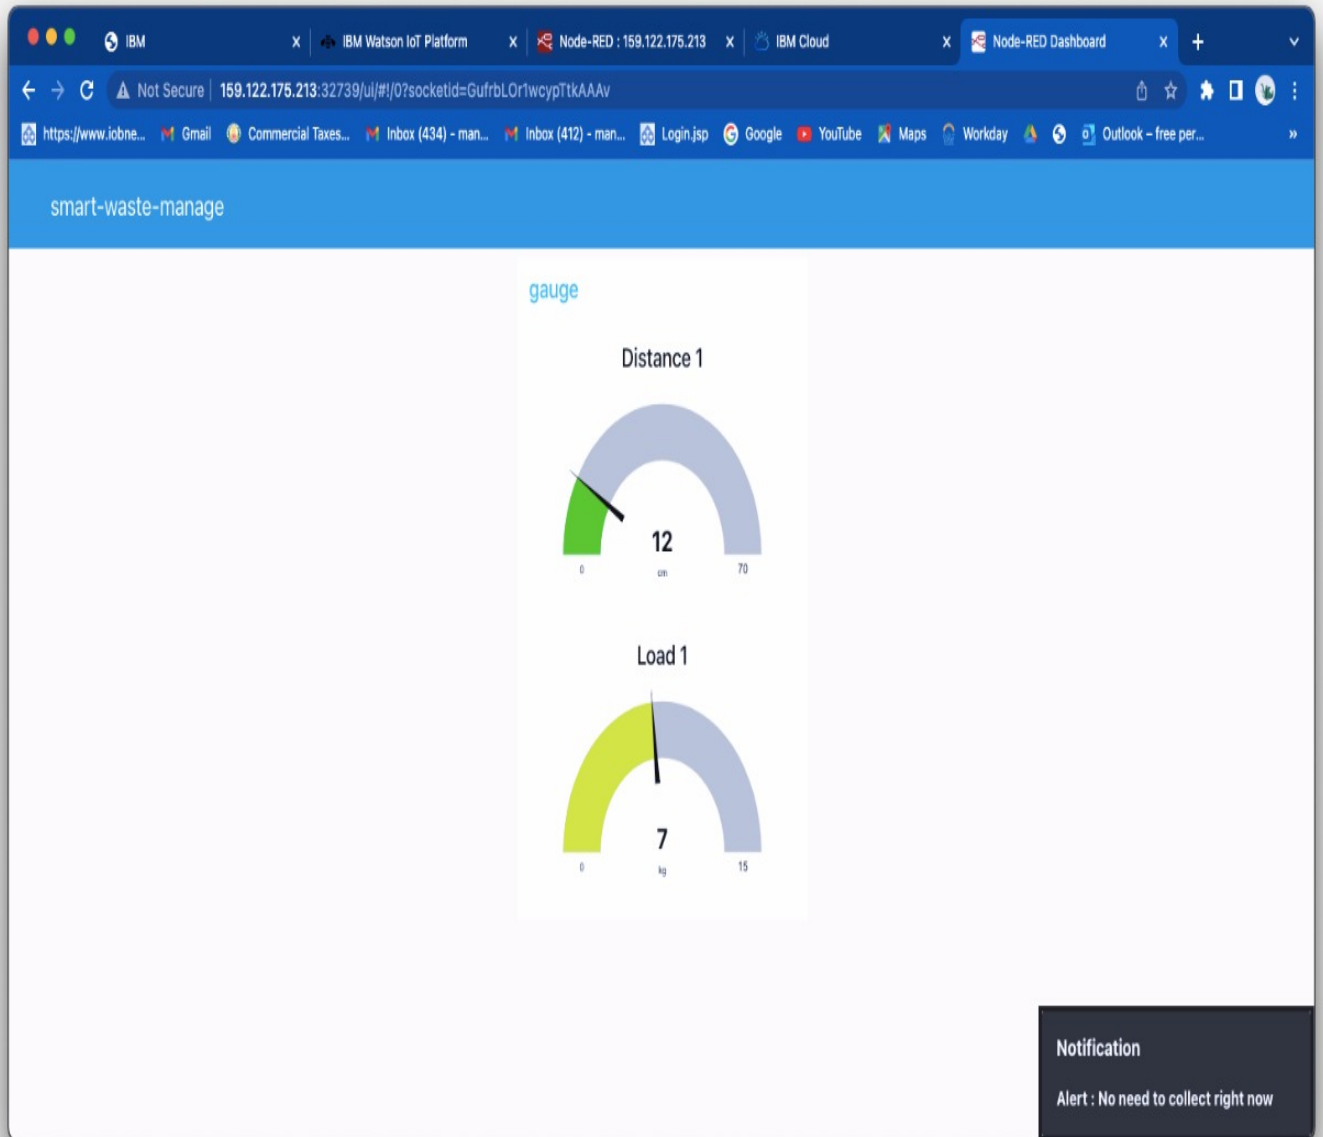 IBM
IBM Watson IoT Platform
Node-RED : 159.122.175.213
IBM Cloud
Node-RED Dashboard
Not Secure
159.122.175.213:32739/ui/#!/0?socketid=GufrbLOr1wcypTtkAAAv
https://www.iobne...
Gmail
Commercial Taxes...
Inbox (434) - man...
Inbox (412) - man...
Login.jsp
Google
YouTube
Maps
Workday
Outlook – free per...
smart-waste-manage
gauge
Distance 1
12
0
cm
70
Load 1
7
0
kg
15
Notification
Alert : No need to collect right now